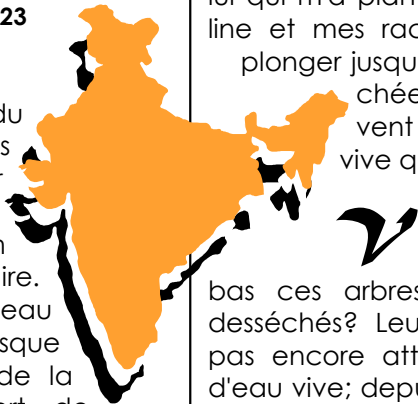 23
du
s
ire.
eau
sque
de la
lui qui m'a plan
line et mes rac
plonger jusqu
chée
vent
vive q
bas ces arbres
desséchés? Leu
pas encore att
d'eau vive; depu